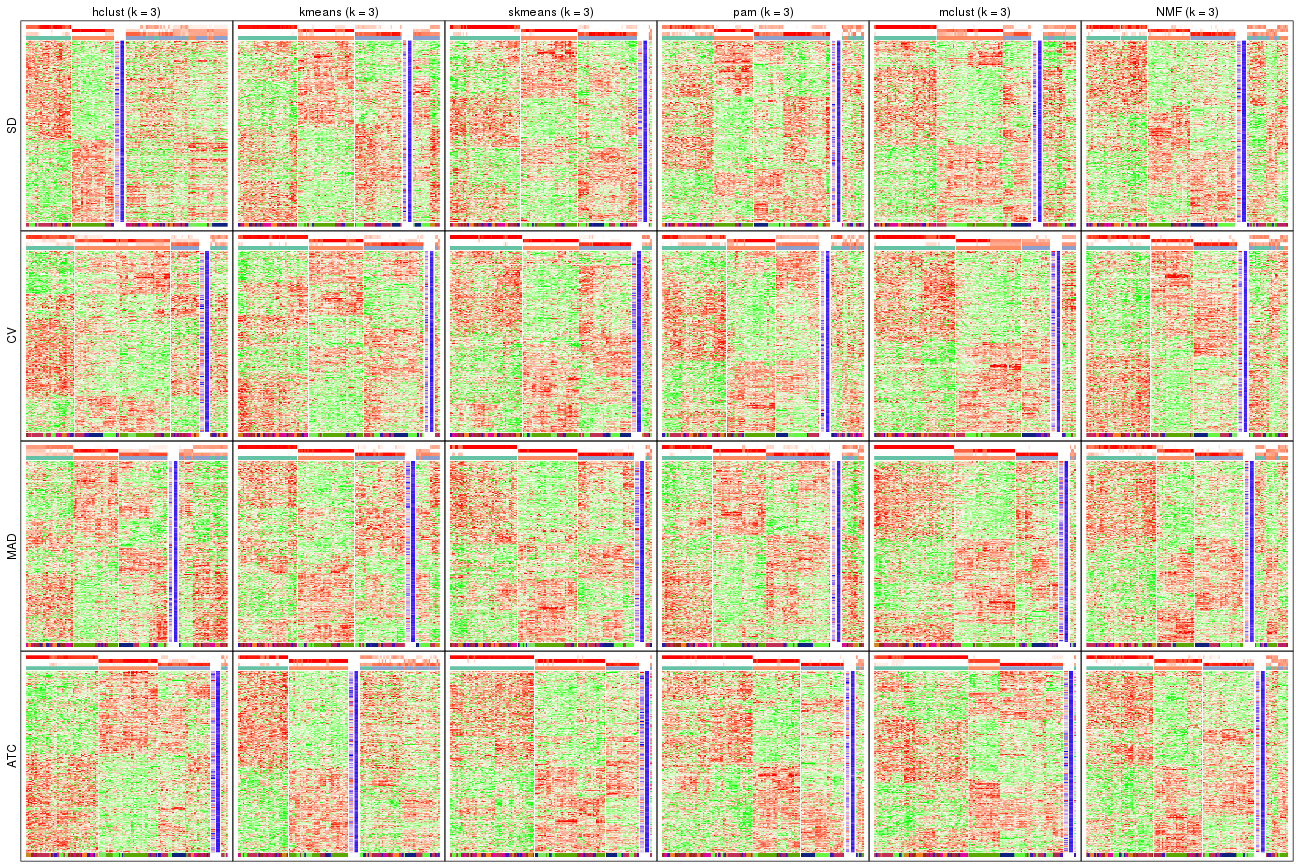 hclust (k = 3) kmeans (k = 3) skmeans (k = 3) pam (k = 3) mclust (k = 3) NMF (k = 3)
SD
CV
MAD
ATC